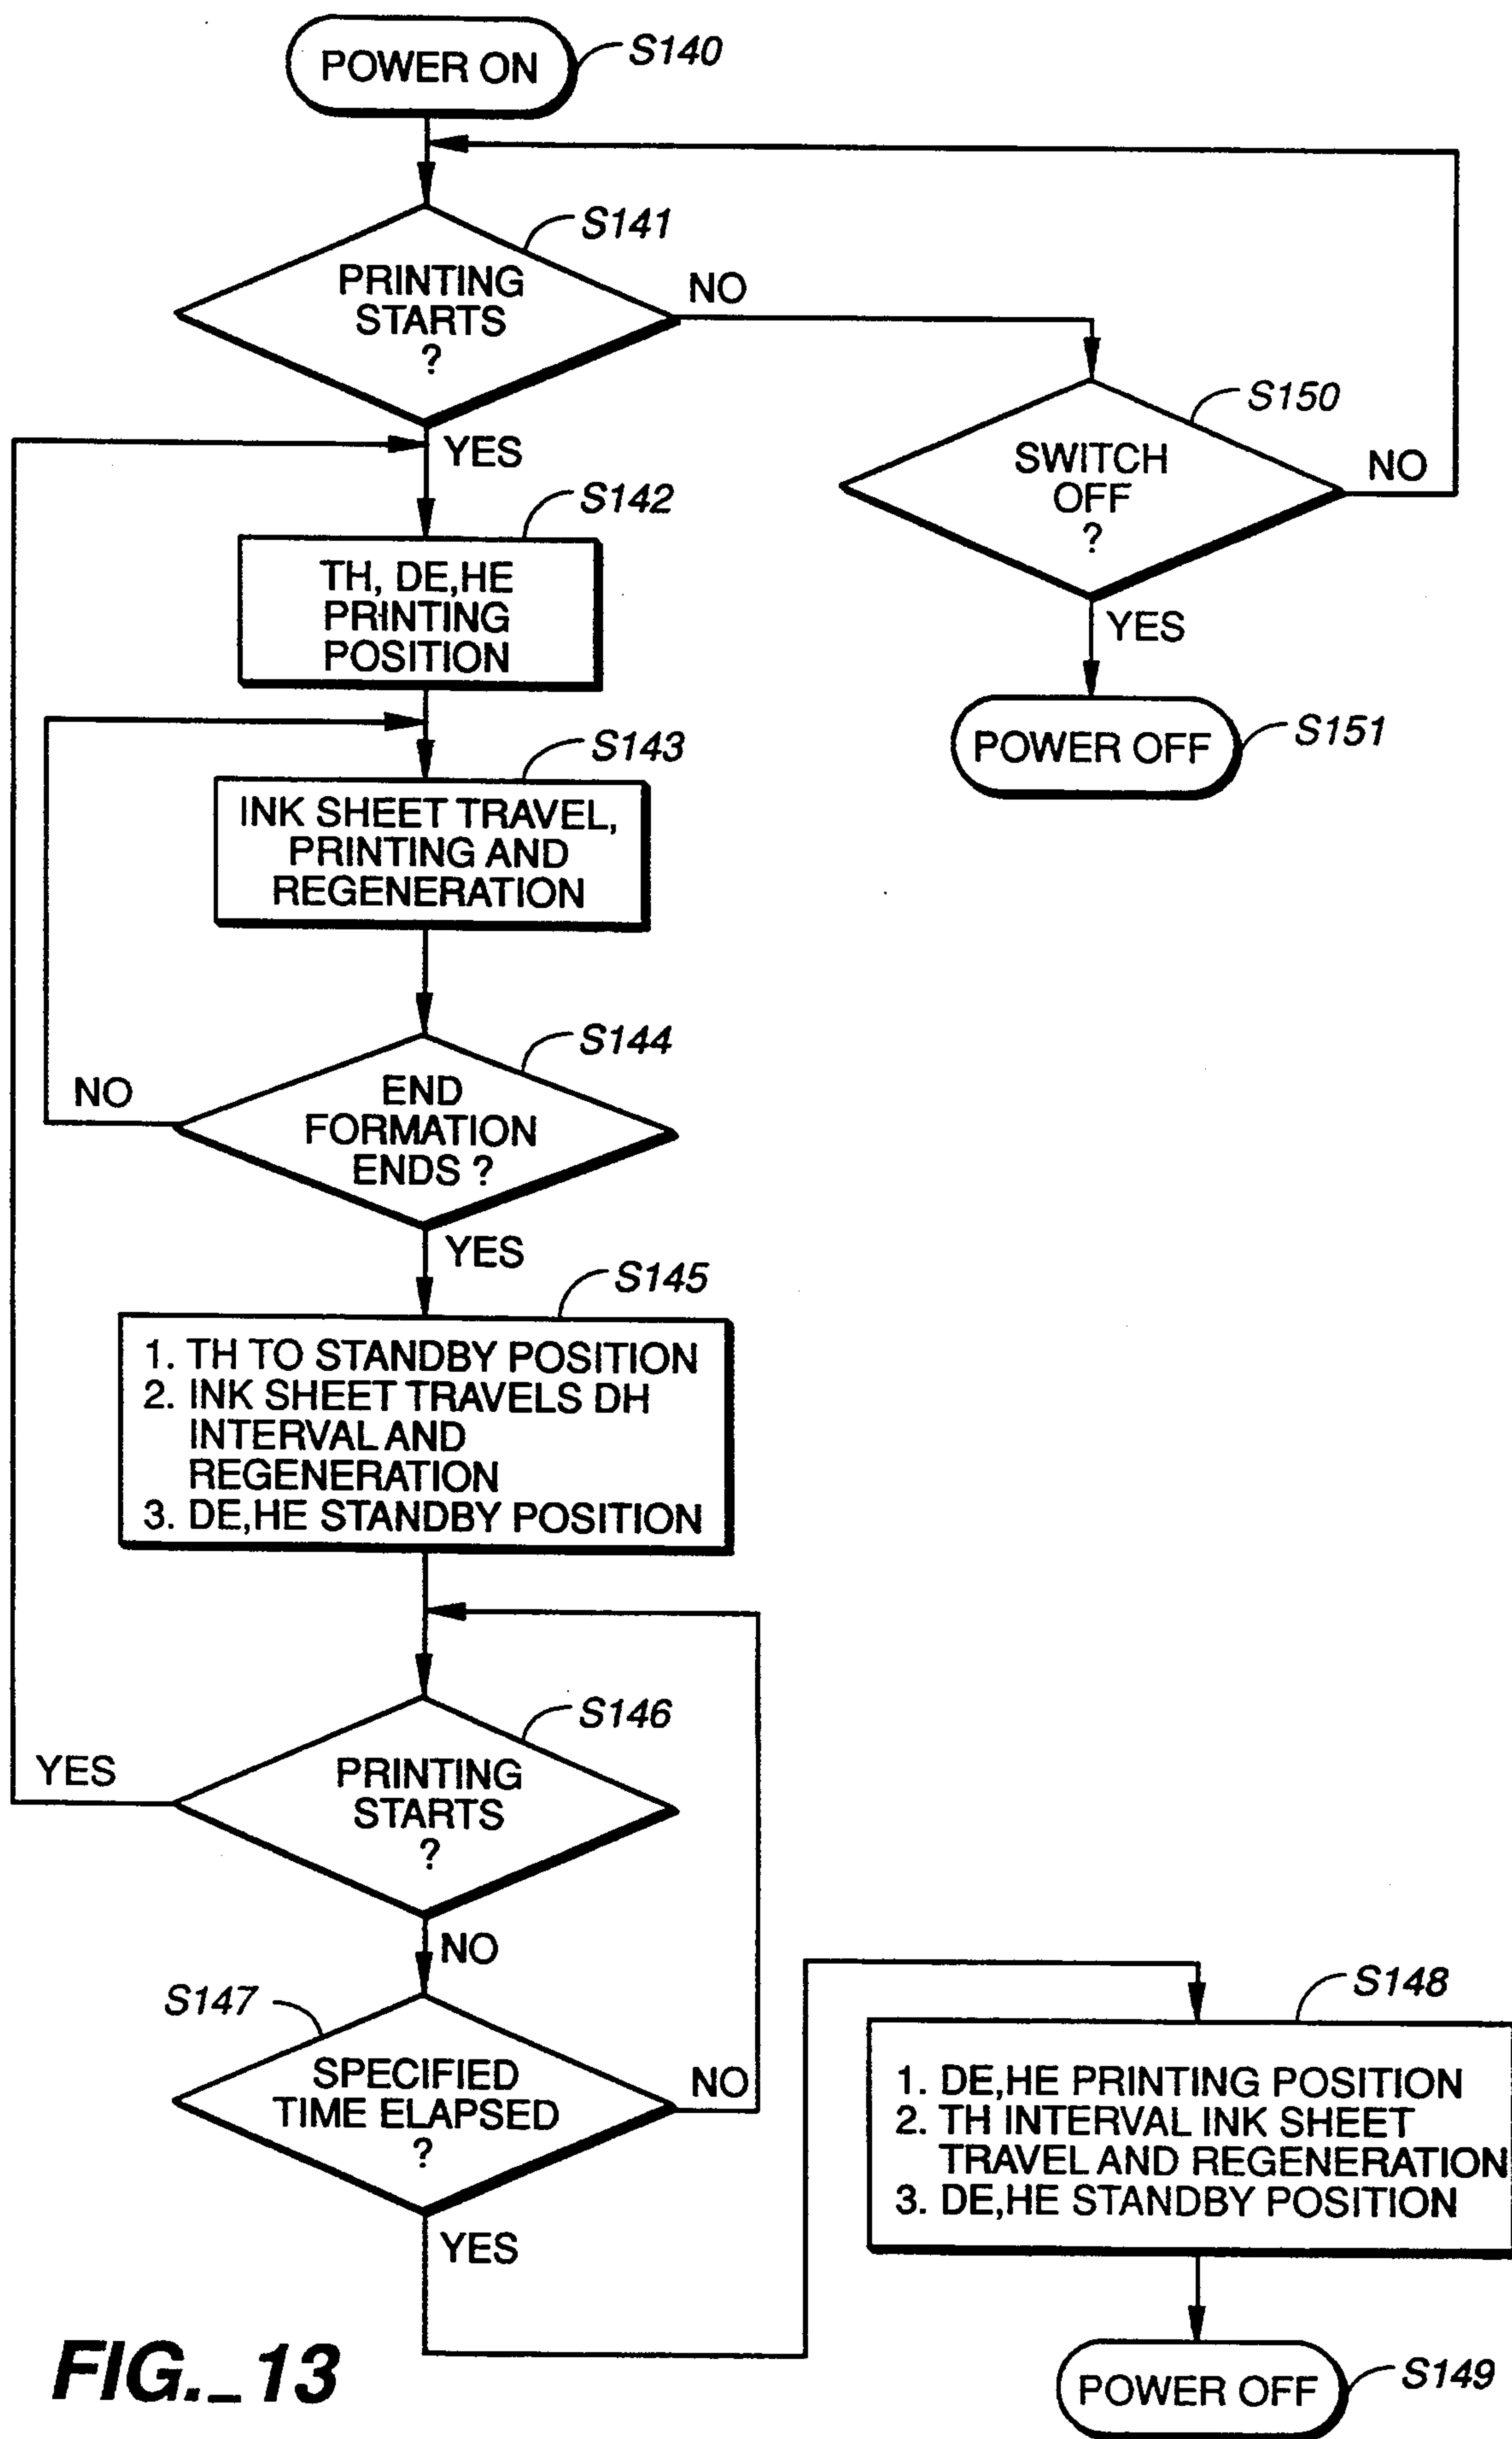 POWER ON
S140
S141
PRINTING
STARTS
?
NO
YES
S150
SWITCH
OFF
?
NO
YES
POWER OFF
S151
S142
TH, DE,HE
PRINTING
POSITION
S143
INK SHEET TRAVEL,
PRINTING AND
REGENERATION
S144
END
FORMATION
ENDS ?
NO
YES
S145
1. TH TO STANDBY POSITION
2. INK SHEET TRAVELS DH
INTERVAL AND
REGENERATION
3. DE,HE STANDBY POSITION
S146
PRINTING
STARTS
?
YES
NO
S147
SPECIFIED
TIME ELAPSED
?
NO
YES
S148
1. DE,HE PRINTING POSITION
2. TH INTERVAL INK SHEET
TRAVEL AND REGENERATION
3. DE,HE STANDBY POSITION
POWER OFF
S149
FIG._13